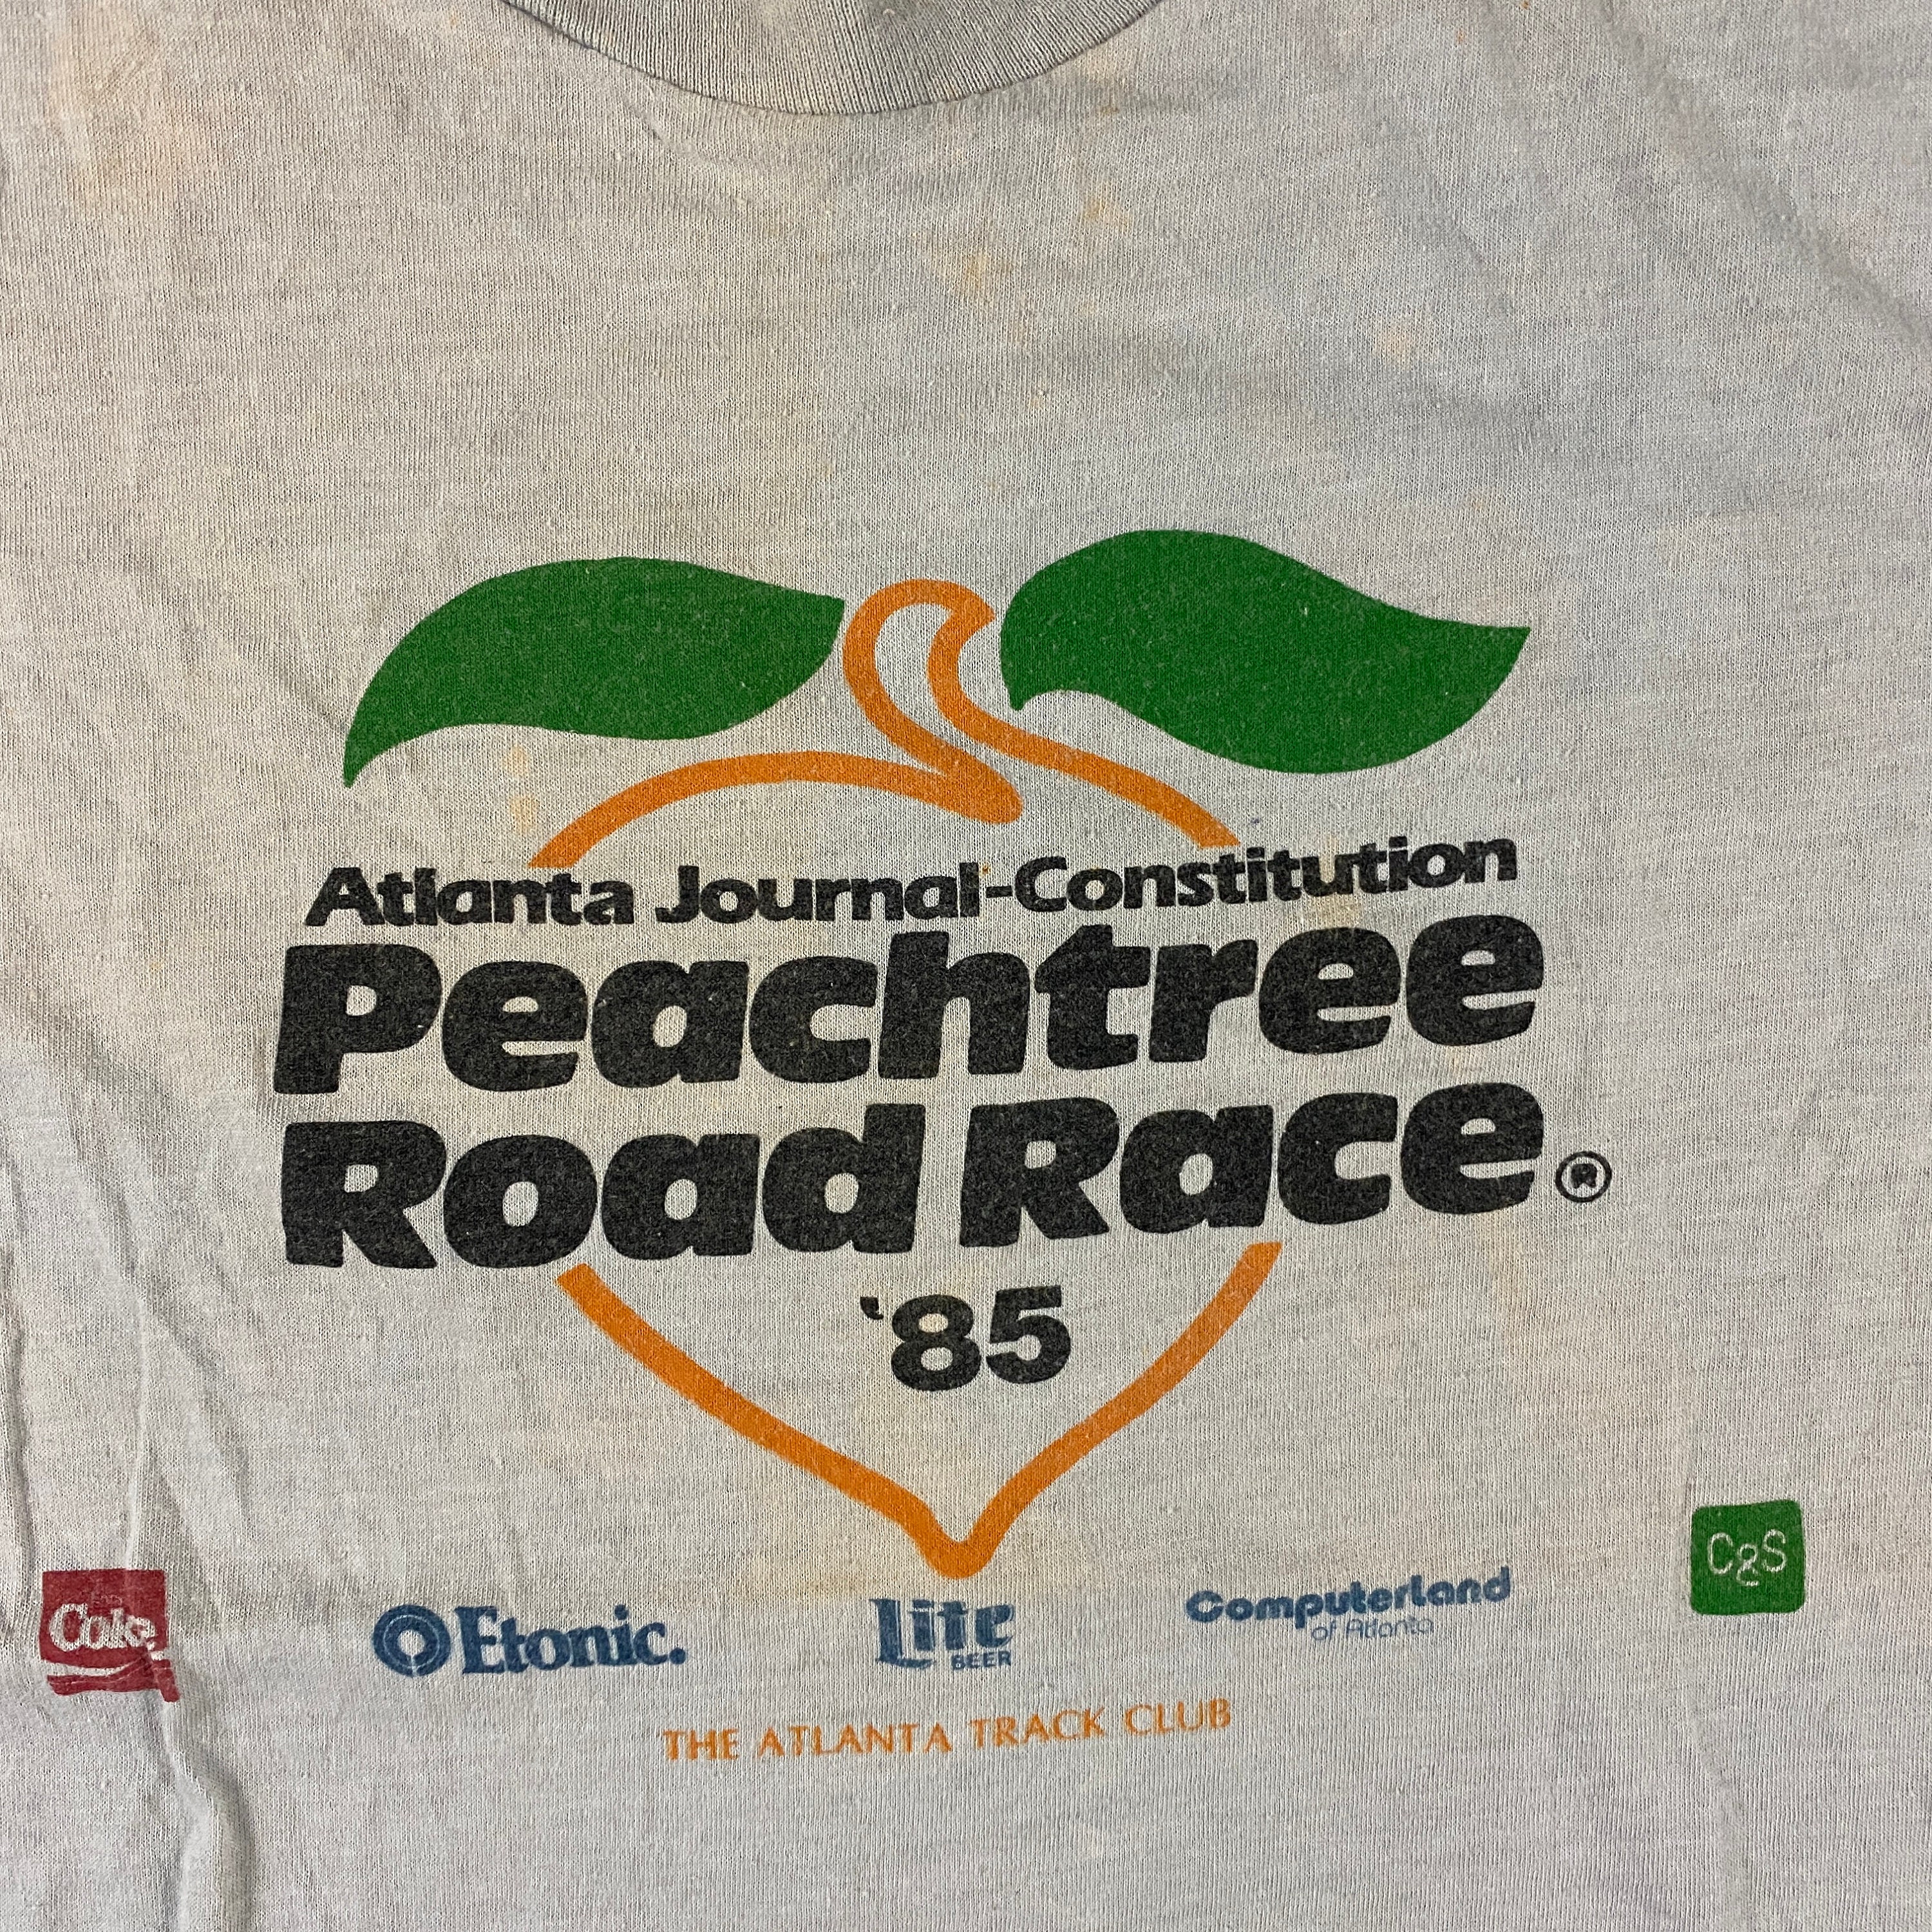 Atlanta Journal-Constitution
Peachtree
Road Race®
'85
Coke
Etonic.
Lite
BEER
Computerland
of Atlanta
C&S
THE ATLANTA TRACK CLUB